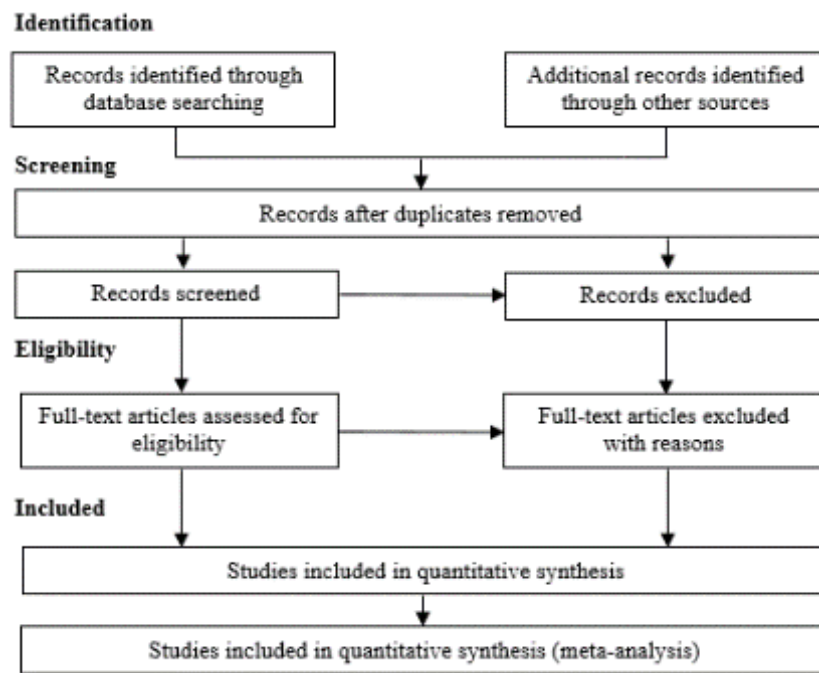 Identification
Records identified through
database searching
Additional records identified
through other sources
Screening
Records after duplicates removed
Records screened
Records excluded
Eligibility
Full-text articles assessed for
eligibility
Full-text articles excluded
with reasons
Included
Studies included in quantitative synthesis
Studies included in quantitative synthesis (meta-analysis)